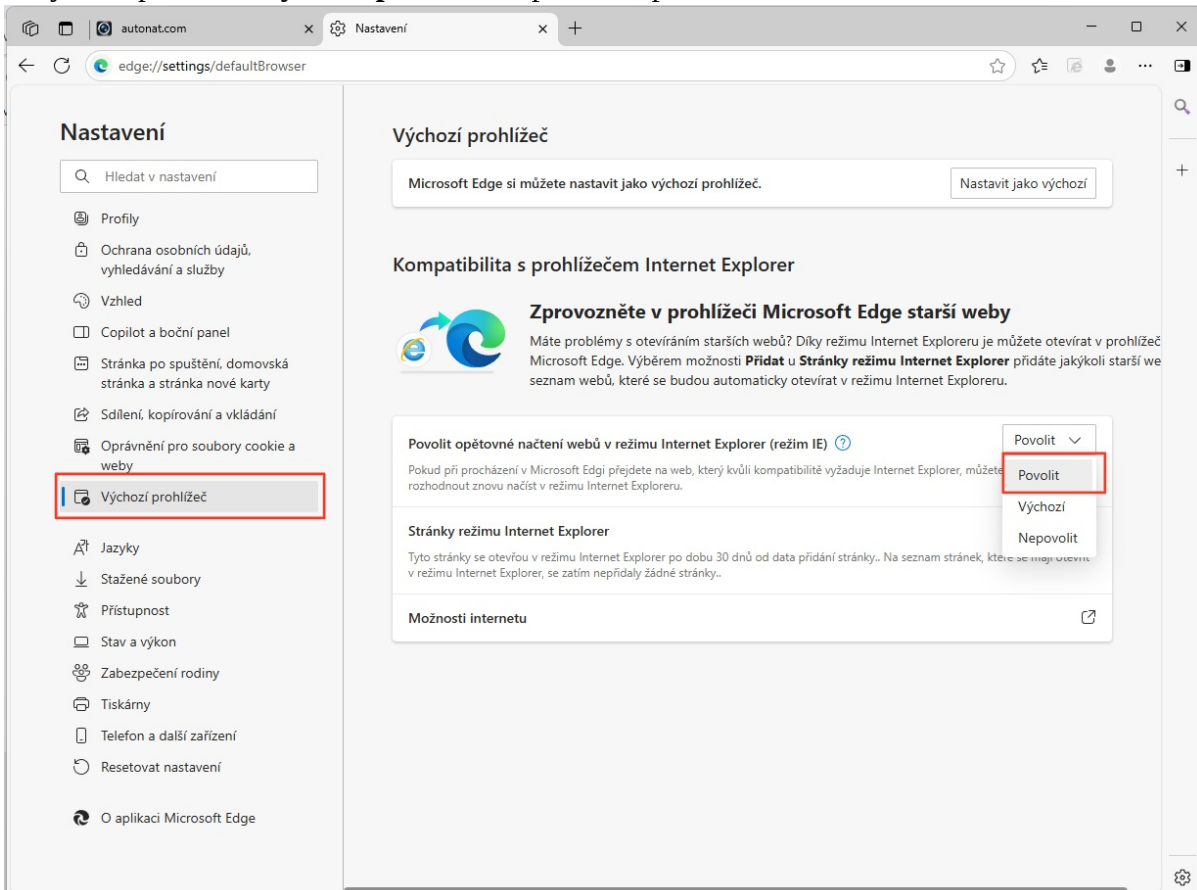 autonat.com
Nastavení
edge://settings/defaultBrowser
Nastavení
Hledat v nastavení
Profily
Ochrana osobních údajů,
vyhledávání a služby
Vzhled
Copilot a boční panel
Stránka po spuštění, domovská
stránka a stránka nové karty
Sdílení, kopírování a vkládání
Oprávnění pro soubory cookie a
weby
Výchozí prohlížeč
Jazyky
Stažené soubory
Přístupnost
Stav a výkon
Zabezpečení rodiny
Tiskárny
Telefon a další zařízení
Resetovat nastavení
O aplikaci Microsoft Edge
Výchozí prohlížeč
Microsoft Edge si můžete nastavit jako výchozí prohlížeč.
Nastavit jako výchozí
Kompatibilita s prohlížečem Internet Explorer
Zprovozněte v prohlížeči Microsoft Edge starší weby
Máte problémy s otevíráním starších webů? Díky režimu Internet Exploreru je můžete otevírat v prohlížeč
Microsoft Edge. Výběrem možnosti Přidat u Stránky režimu Internet Explorer přidáte jakýkoli starší we
seznam webů, které se budou automaticky otevírat v režimu Internet Exploreru.
Povolit opětovné načtení webů v režimu Internet Explorer (režim IE)
Povolit
Pokud při procházení v Microsoft Edgi přejdete na web, který kvůli kompatibilitě vyžaduje Internet Explorer, můžete
rozhodnout znovu načíst v režimu Internet Exploreru.
Povolit
Výchozí
Nepovolit
Stránky režimu Internet Explorer
Tyto stránky se otevřou v režimu Internet Explorer po dobu 30 dnů od data přidání stránky.. Na seznam stránek, které se mají otevřít
v režimu Internet Explorer, se zatím nepřidaly žádné stránky..
Možnosti internetu